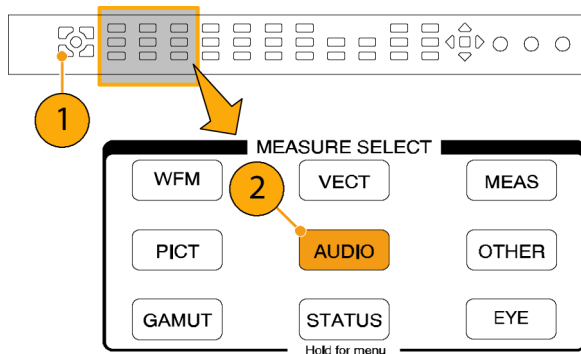 1
MEASURE SELECT
WFM
2
VECT
MEAS
PICT
AUDIO
OTHER
GAMUT
STATUS
EYE
Hold for menu